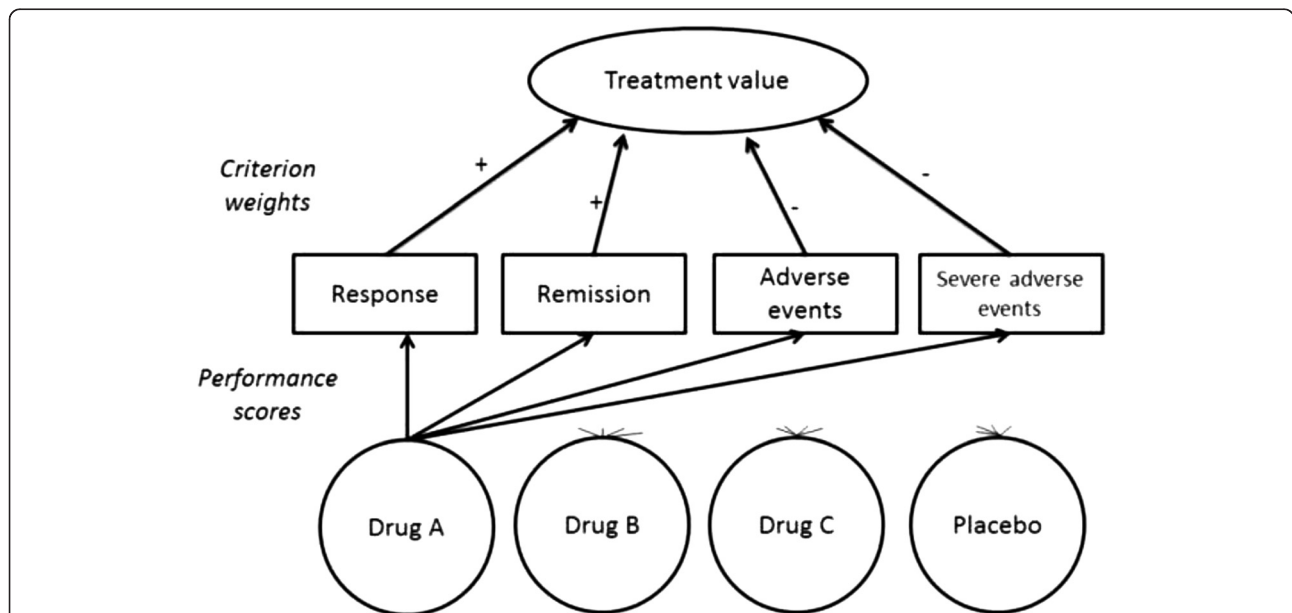 Treatment value
Criterion
weights
+
+
-
-
Response
Remission
Adverse
events
Severe adverse
events
Performance
scores
Drug A
Drug B
Drug C
Placebo